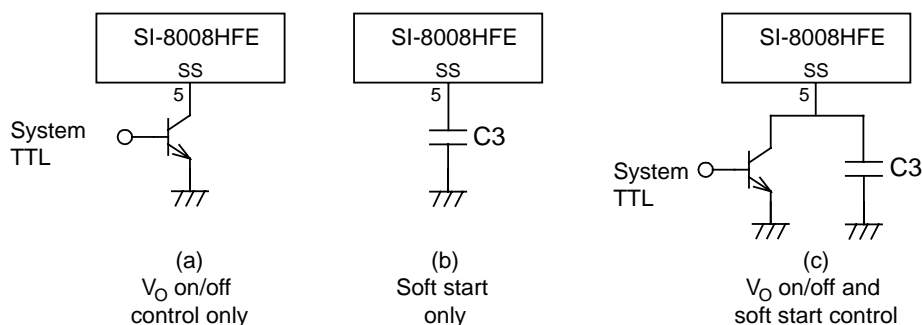 SI-8008HFE
SS
5
System
TTL
(a)
VO on/off
control only
SI-8008HFE
SS
5
C3
(b)
Soft start
only
SI-8008HFE
SS
5
System
TTL
C3
(c)
VO on/off and
soft start control